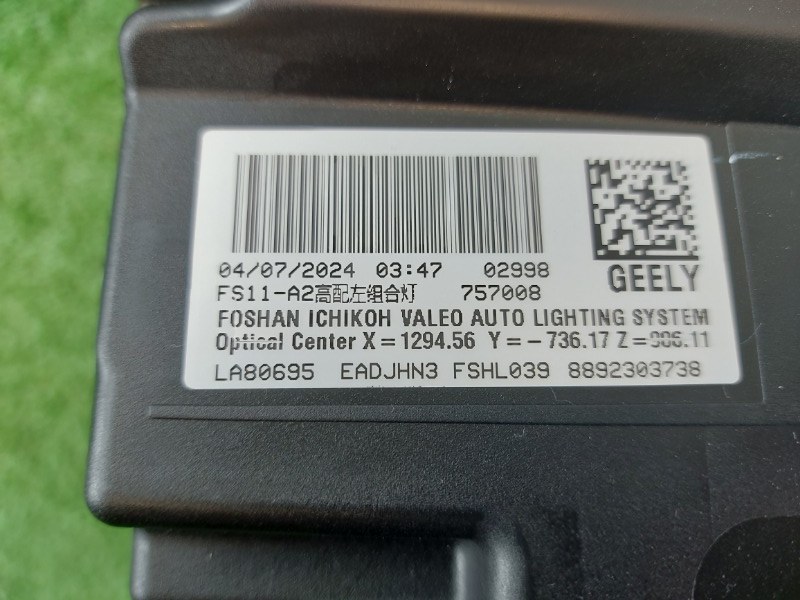 04/07/2024 03:47 02998
FS11-A2高配左组合灯 757008
GEELY
FOSHAN ICHIKOH VALEO AUTO LIGHTING SYSTEM
Optical Center X=1294.56 Y=-736.17
LA80695 EADJHN3 FSHL039 8892303738